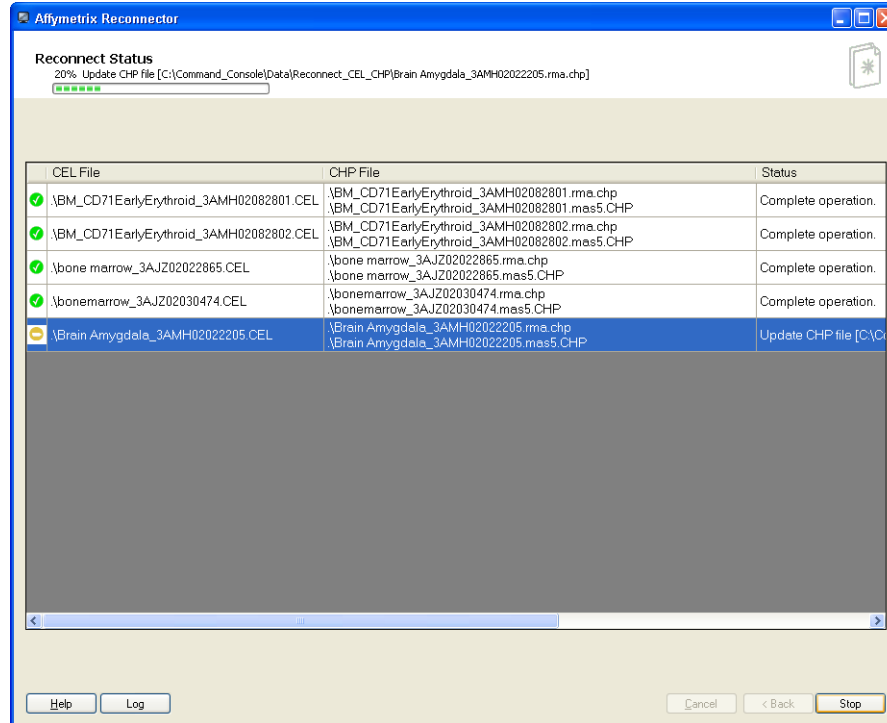 Affymetrix Reconnector
Reconnect Status
20% Update CHP file [C:\Command_Console\Data\Reconnect_CEL_CHP\Brain Amygdala_3AMH02022205.rma.chp]
CEL File CHP File Status
.\BM_CD71EarlyErythroid_3AMH02082801.CEL .\BM_CD71EarlyErythroid_3AMH02082801.rma.chp Complete operation.
.\BM_CD71EarlyErythroid_3AMH02082801.mas5.CHP
.\BM_CD71EarlyErythroid_3AMH02082802.CEL .\BM_CD71EarlyErythroid_3AMH02082802.rma.chp Complete operation.
.\BM_CD71EarlyErythroid_3AMH02082802.mas5.CHP
.\bone marrow_3AJZ02022865.CEL .\bone marrow_3AJZ02022865.rma.chp Complete operation.
.\bone marrow_3AJZ02022865.mas5.CHP
.\bonemarrow_3AJZ02030474.CEL .\bonemarrow_3AJZ02030474.rma.chp Complete operation.
.\bonemarrow_3AJZ02030474.mas5.CHP
.\Brain Amygdala_3AMH02022205.CEL .\Brain Amygdala_3AMH02022205.rma.chp Update CHP file [C:\Co
.\Brain Amygdala_3AMH02022205.mas5.CHP
Help Log Cancel < Back Stop